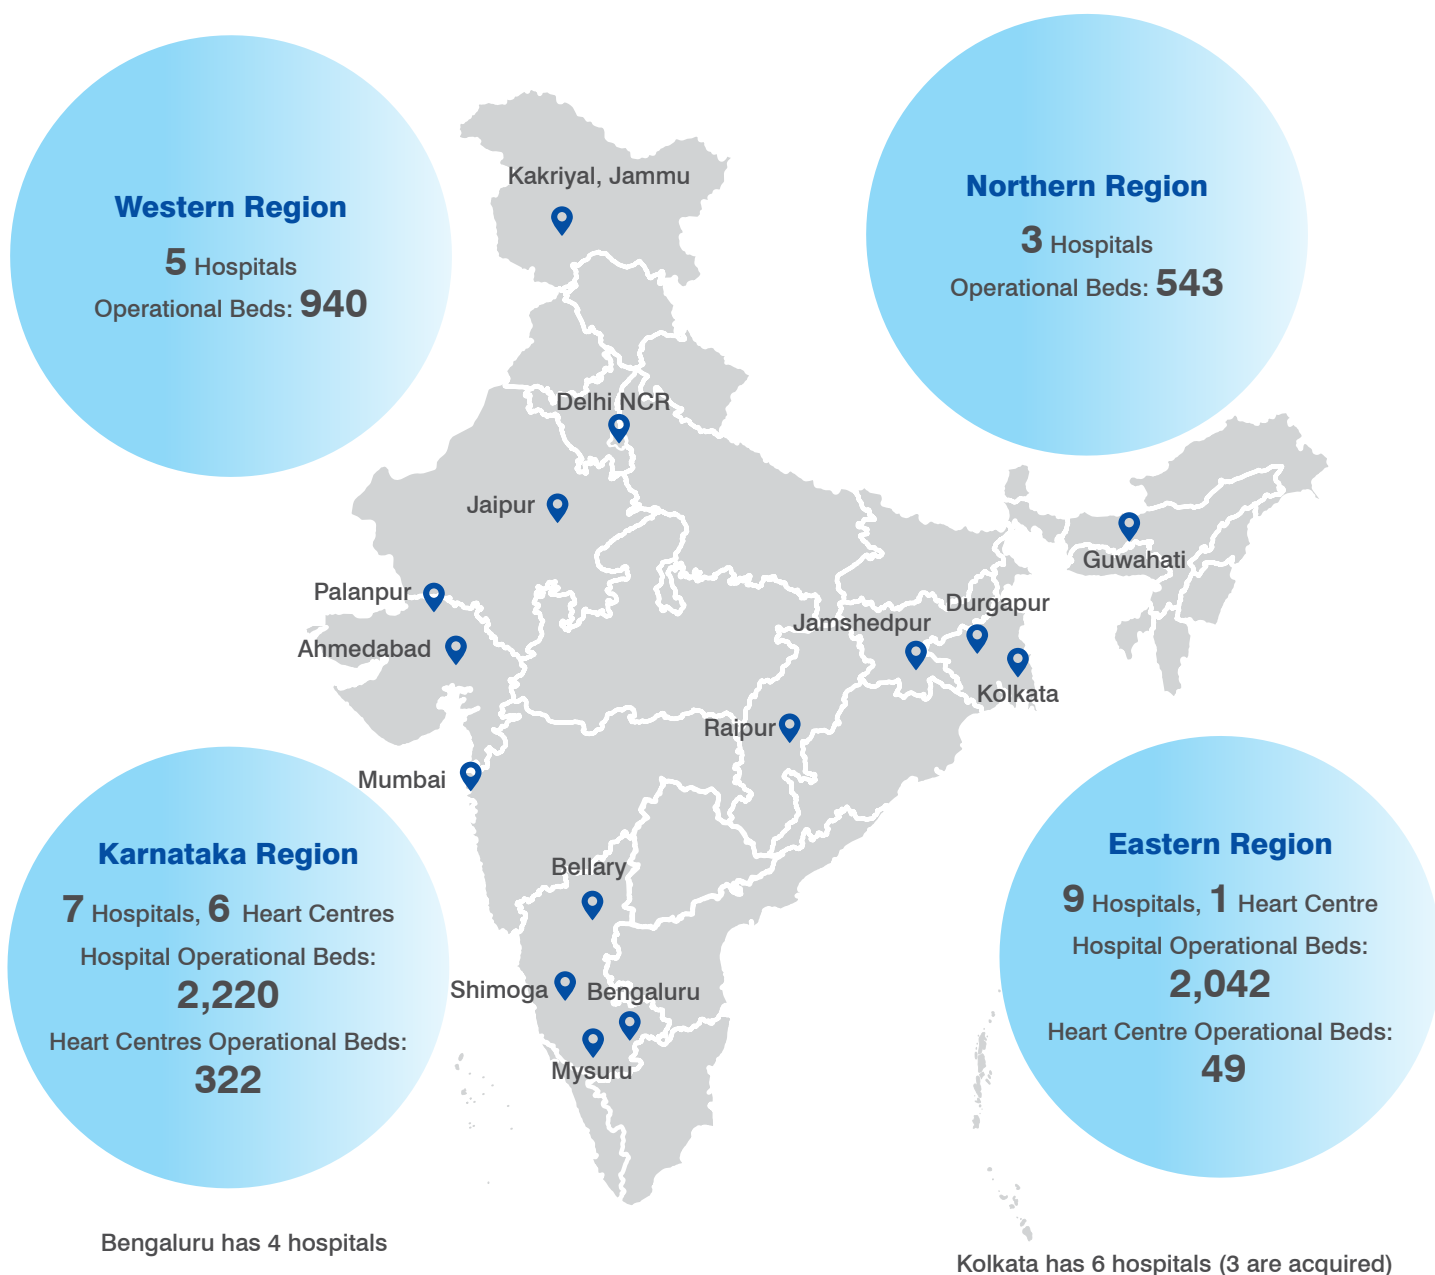 Western Region
5 Hospitals
Operational Beds: 940
Northern Region
3 Hospitals
Operational Beds: 543
Kakriyal, Jammu
Delhi NCR
Jaipur
Palanpur
Ahmedabad
Mumbai
Guwahati
Durgapur
Jamshedpur
Kolkata
Raipur
Bellary
Shimoga
Bengaluru
Mysuru
Karnataka Region
7 Hospitals, 6 Heart Centres
Hospital Operational Beds:
2,220
Heart Centres Operational Beds:
322
Eastern Region
9 Hospitals, 1 Heart Centre
Hospital Operational Beds:
2,042
Heart Centre Operational Beds:
49
Bengaluru has 4 hospitals
Kolkata has 6 hospitals (3 are acquired)